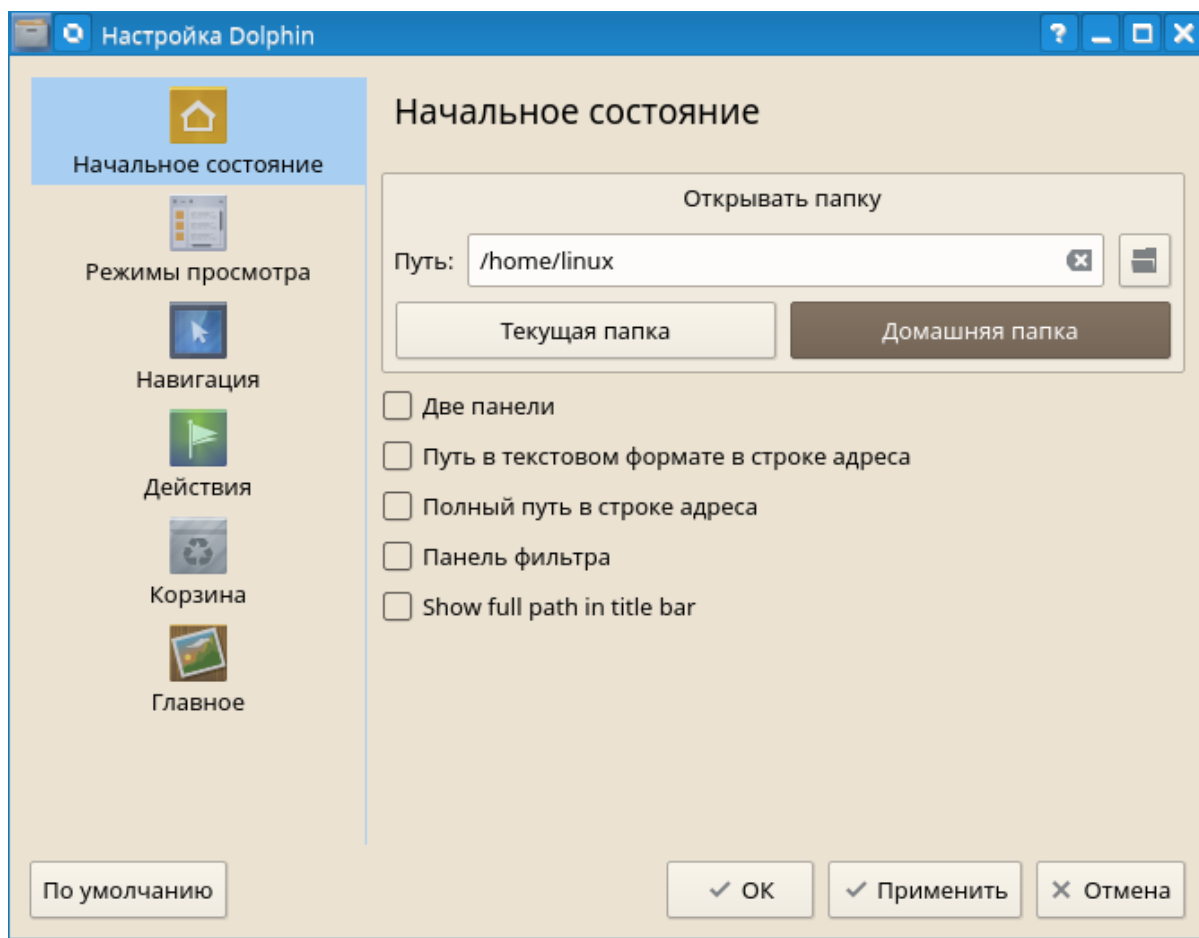 Настройка Dolphin
Начальное состояние
Режимы просмотра
Навигация
Действия
Корзина
Главное
Начальное состояние
Открывать папку
Путь: /home/linux
Текущая папка Домашняя папка
Две панели
Путь в текстовом формате в строке адреса
Полный путь в строке адреса
Панель фильтра
Show full path in title bar
По умолчанию OK Применить Отмена